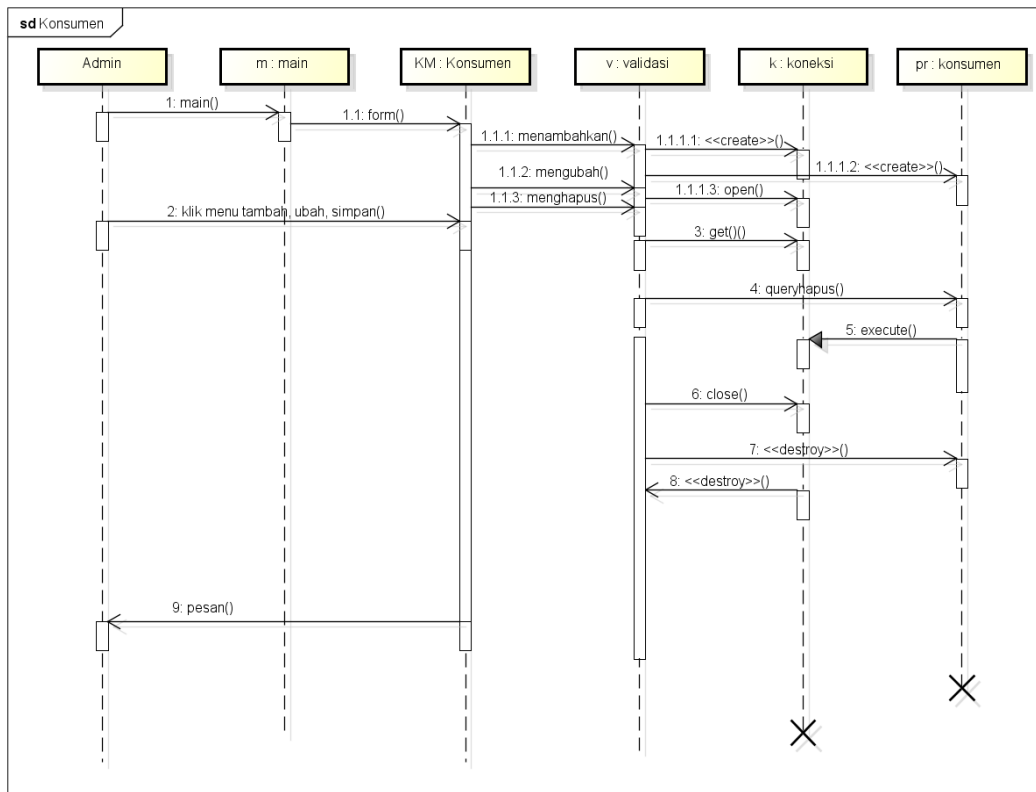 sd Konsumen
Admin
m : main
KM : Konsumen
v : validasi
k : koneksi
pr : konsumen
1: main()
1.1: form()
1.1.1: menambahkan()
1.1.1.1: <<create>>()
1.1.1.2: <<create>>()
1.1.2: mengubah()
1.1.1.3: open()
1.1.3: menghapus()
2: klik menu tambah, ubah, simpan()
3: get()()
4: queryhapus()
5: execute()
6: close()
7: <<destroy>>()
8: <<destroy>>()
9: pesan()